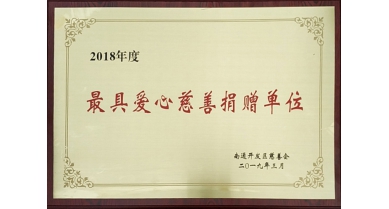 2018年度
最具爱心慈善捐赠单位
南通开发区慈善会
二〇一九年三月